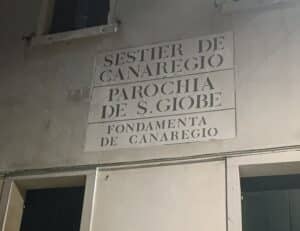 SESTIER DE
CANAREGIO
PAROCHIA
DE S. GIOBE
FONDAMENTA
DE CANAREGIO